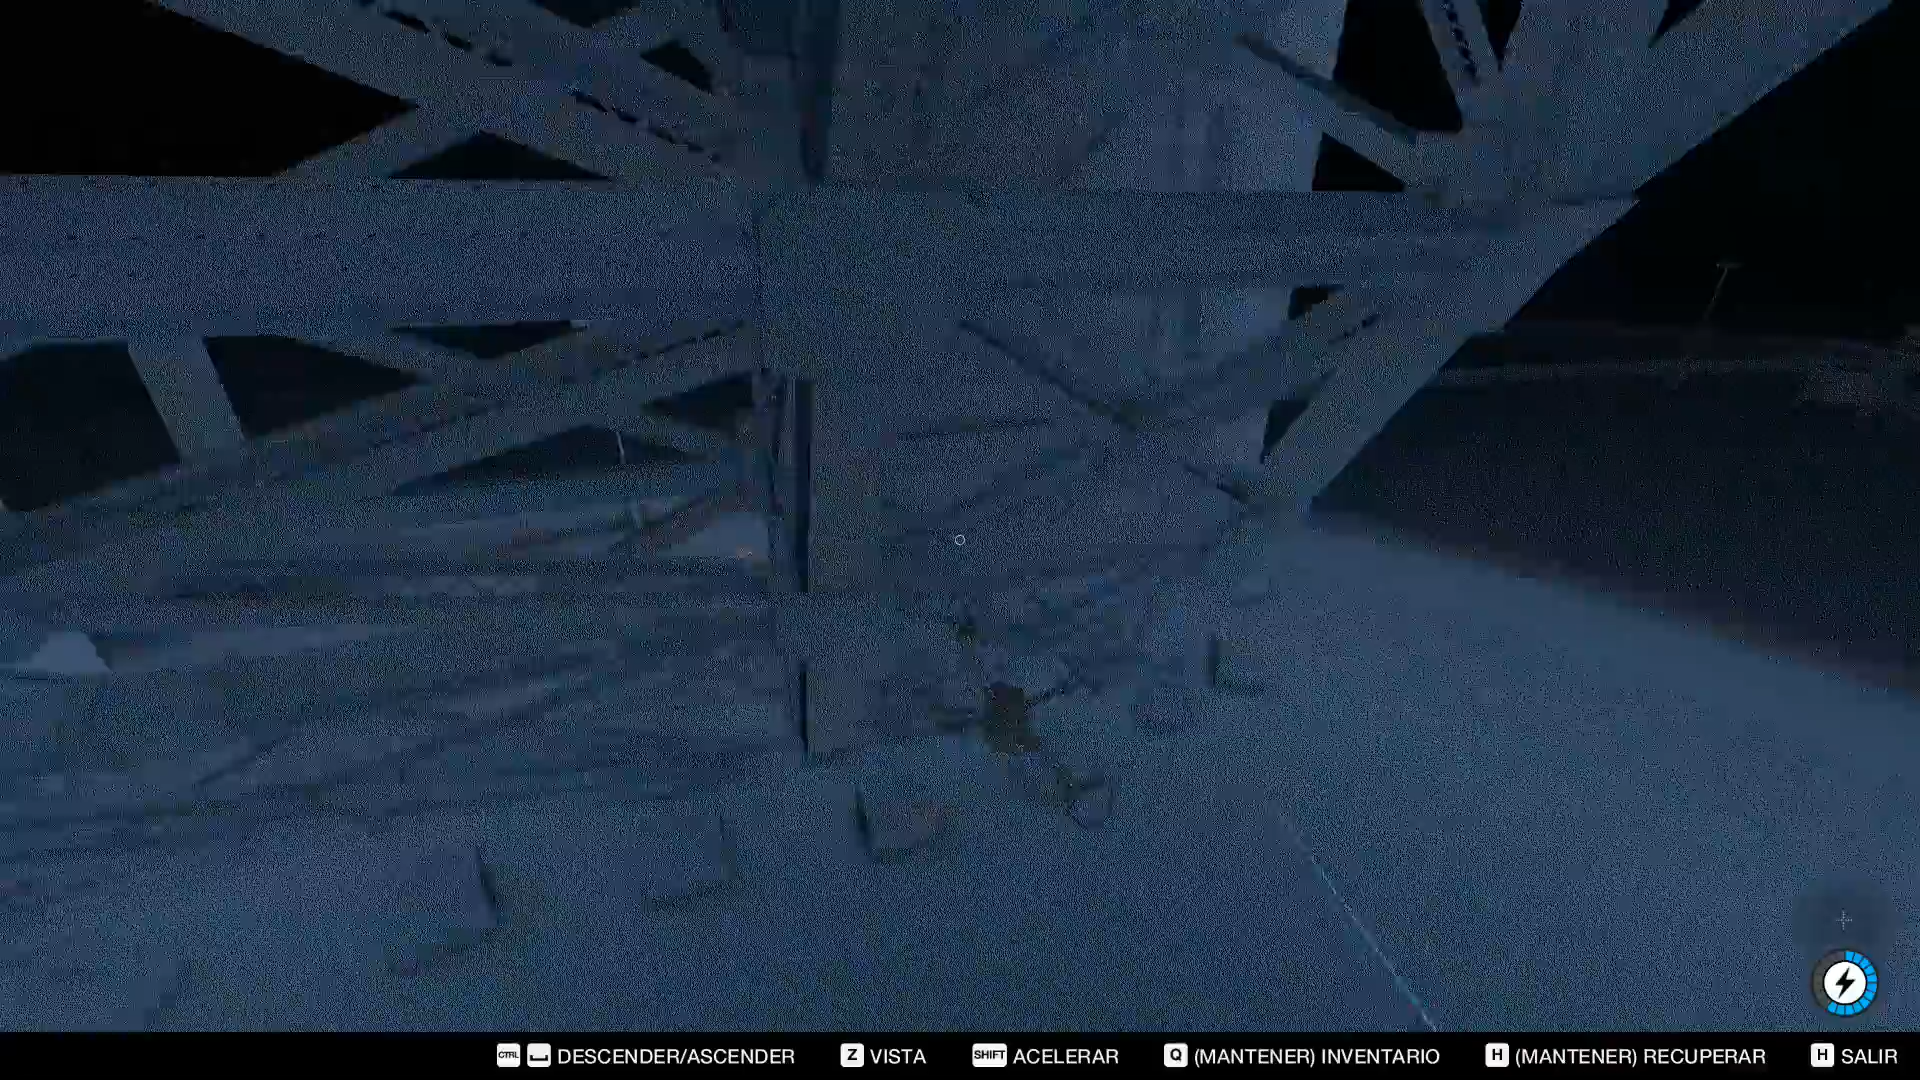 CTRL DESCENDER/ASCENDER Z VISTA SHIFT ACELERAR Q (MANTENER) INVENTARIO H (MANTENER) RECUPERAR H SALIR